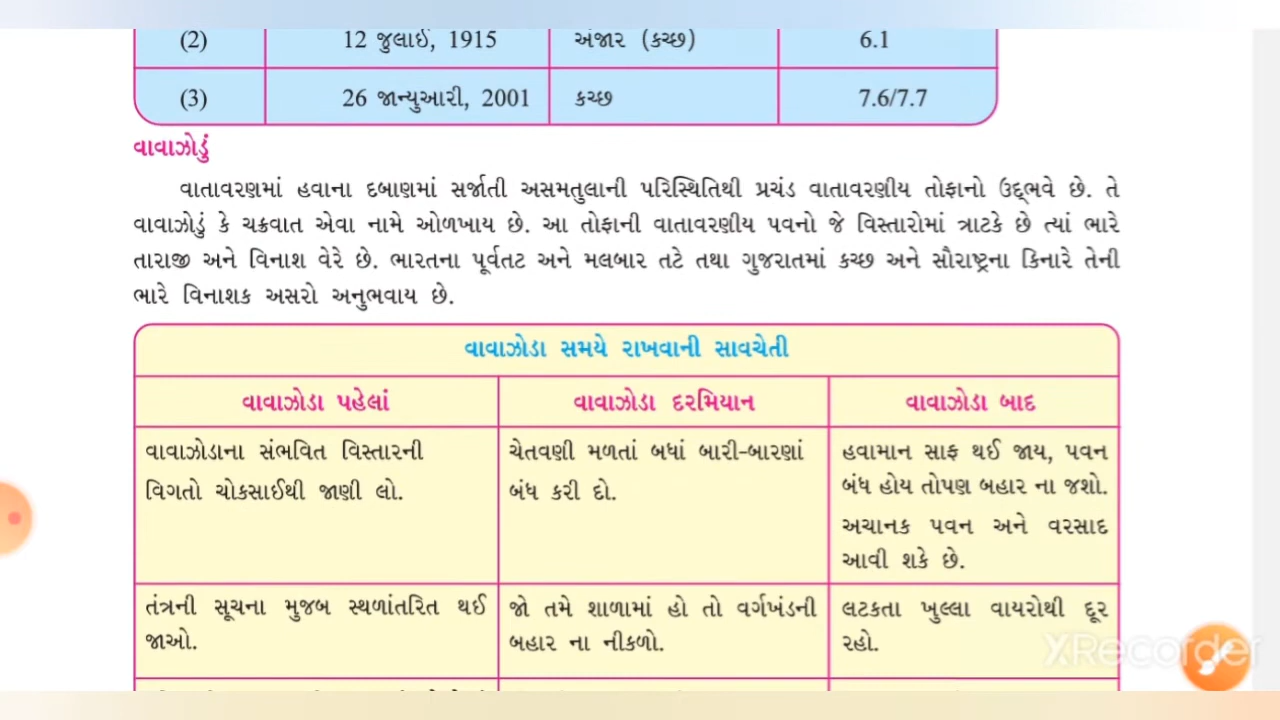 (2) 12 જુલાઈ, 1915 અંજાર (કચ્છ) 6.1
(3) 26 જાન્યુઆરી, 2001 કચ્છ 7.6/7.7
વાવાઝોડું
વાતાવરણમાં હવાના દબાણમાં સર્જાતી અસમતુલાની પરિસ્થિતિથી પ્રચંડ વાતાવરણીય તોફાનો ઉદ્ભવે છે. તે
વાવાઝોડું કે ચક્રવાત એવા નામે ઓળખાય છે. આ તોફાની વાતાવરણીય પવનો જે વિસ્તારોમાં ત્રાટકે છે ત્યાં ભારે
તારાજી અને વિનાશ વેરે છે. ભારતના પૂર્વતટ અને મલબાર તટે તથા ગુજરાતમાં કચ્છ અને સૌરાષ્ટ્રના કિનારે તેની
ભારે વિનાશક અસરો અનુભવાય છે.
વાવાઝોડા સમયે રાખવાની સાવચેતી
વાવાઝોડા પહેલાં વાવાઝોડા દરમિયાન વાવાઝોડા બાદ
વાવાઝોડાના સંભવિત વિસ્તારની
વિગતો ચોકસાઈથી જાણી લો.
ચેતવણી મળતાં બધાં બારી-બારણાં
બંધ કરી દો.
હવામાન સાફ થઈ જાય, પવન
બંધ હોય તોપણ બહાર ના જશો.
અચાનક પવન અને વરસાદ
આવી શકે છે.
તંત્રની સૂચના મુજબ સ્થળાંતરિત થઈ
જાઓ.
જો તમે શાળામાં હો તો વર્ગખંડની
બહાર ના નીકળો.
લટકતા ખુલ્લા વાયરોથી દૂર
રહો.
XRecorder